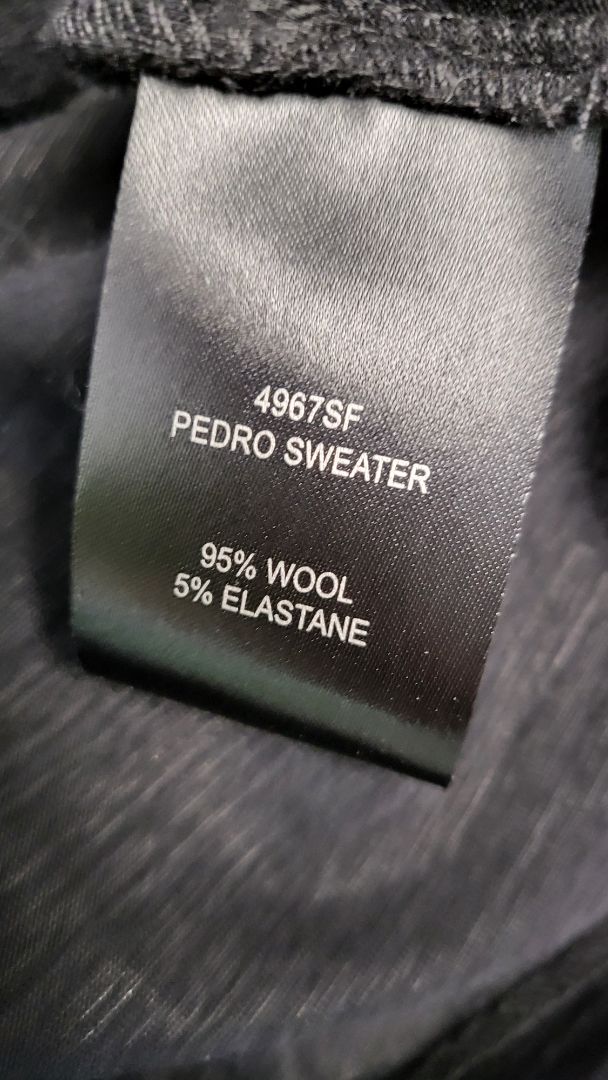 4967SF
PEDRO SWEATER
95% WOOL
5% ELASTANE